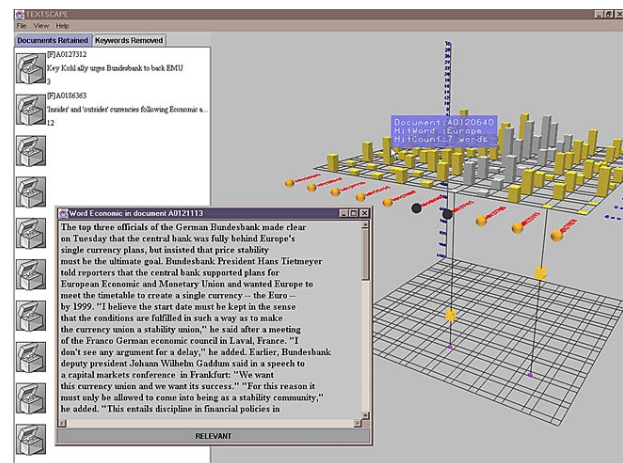 TEXTSCAPE
File View Help
Documents Retained Keywords Removed
[F]A0127312
Key Kohl ally urges Bundesbank to back EMU
3
[F]A0186363
'Insider' and 'outsider' currencies following Economic a...
12
Document:A0120640
HitWord :Europe
HitCount:7 words
Word Economic in document A0121113
The top three officials of the German Bundesbank made clear
on Tuesday that the central bank was fully behind Europe's
single currency plans, but insisted that price stability
must be the ultimate goal. Bundesbank President Hans Tietmeyer
told reporters that the central bank supported plans for
European Economic and Monetary Union and wanted Europe to
meet the timetable to create a single currency -- the Euro --
by 1999. "I believe the start date must be kept in the sense
that the conditions are fulfilled in such a way as to make
the currency union a stability union," he said after a meeting
of the Franco German economic council in Laval, France. "I
don't see any argument for a delay," he added. Earlier, Bundesbank
deputy president Johann Wilhelm Gaddum said in a speech to
a capital markets conference in Frankfurt: "We want
this currency union and we want its success." "For this reason it
must only be allowed to come into being as a stability community,"
he added. "This entails discipline in financial policies in
RELEVANT